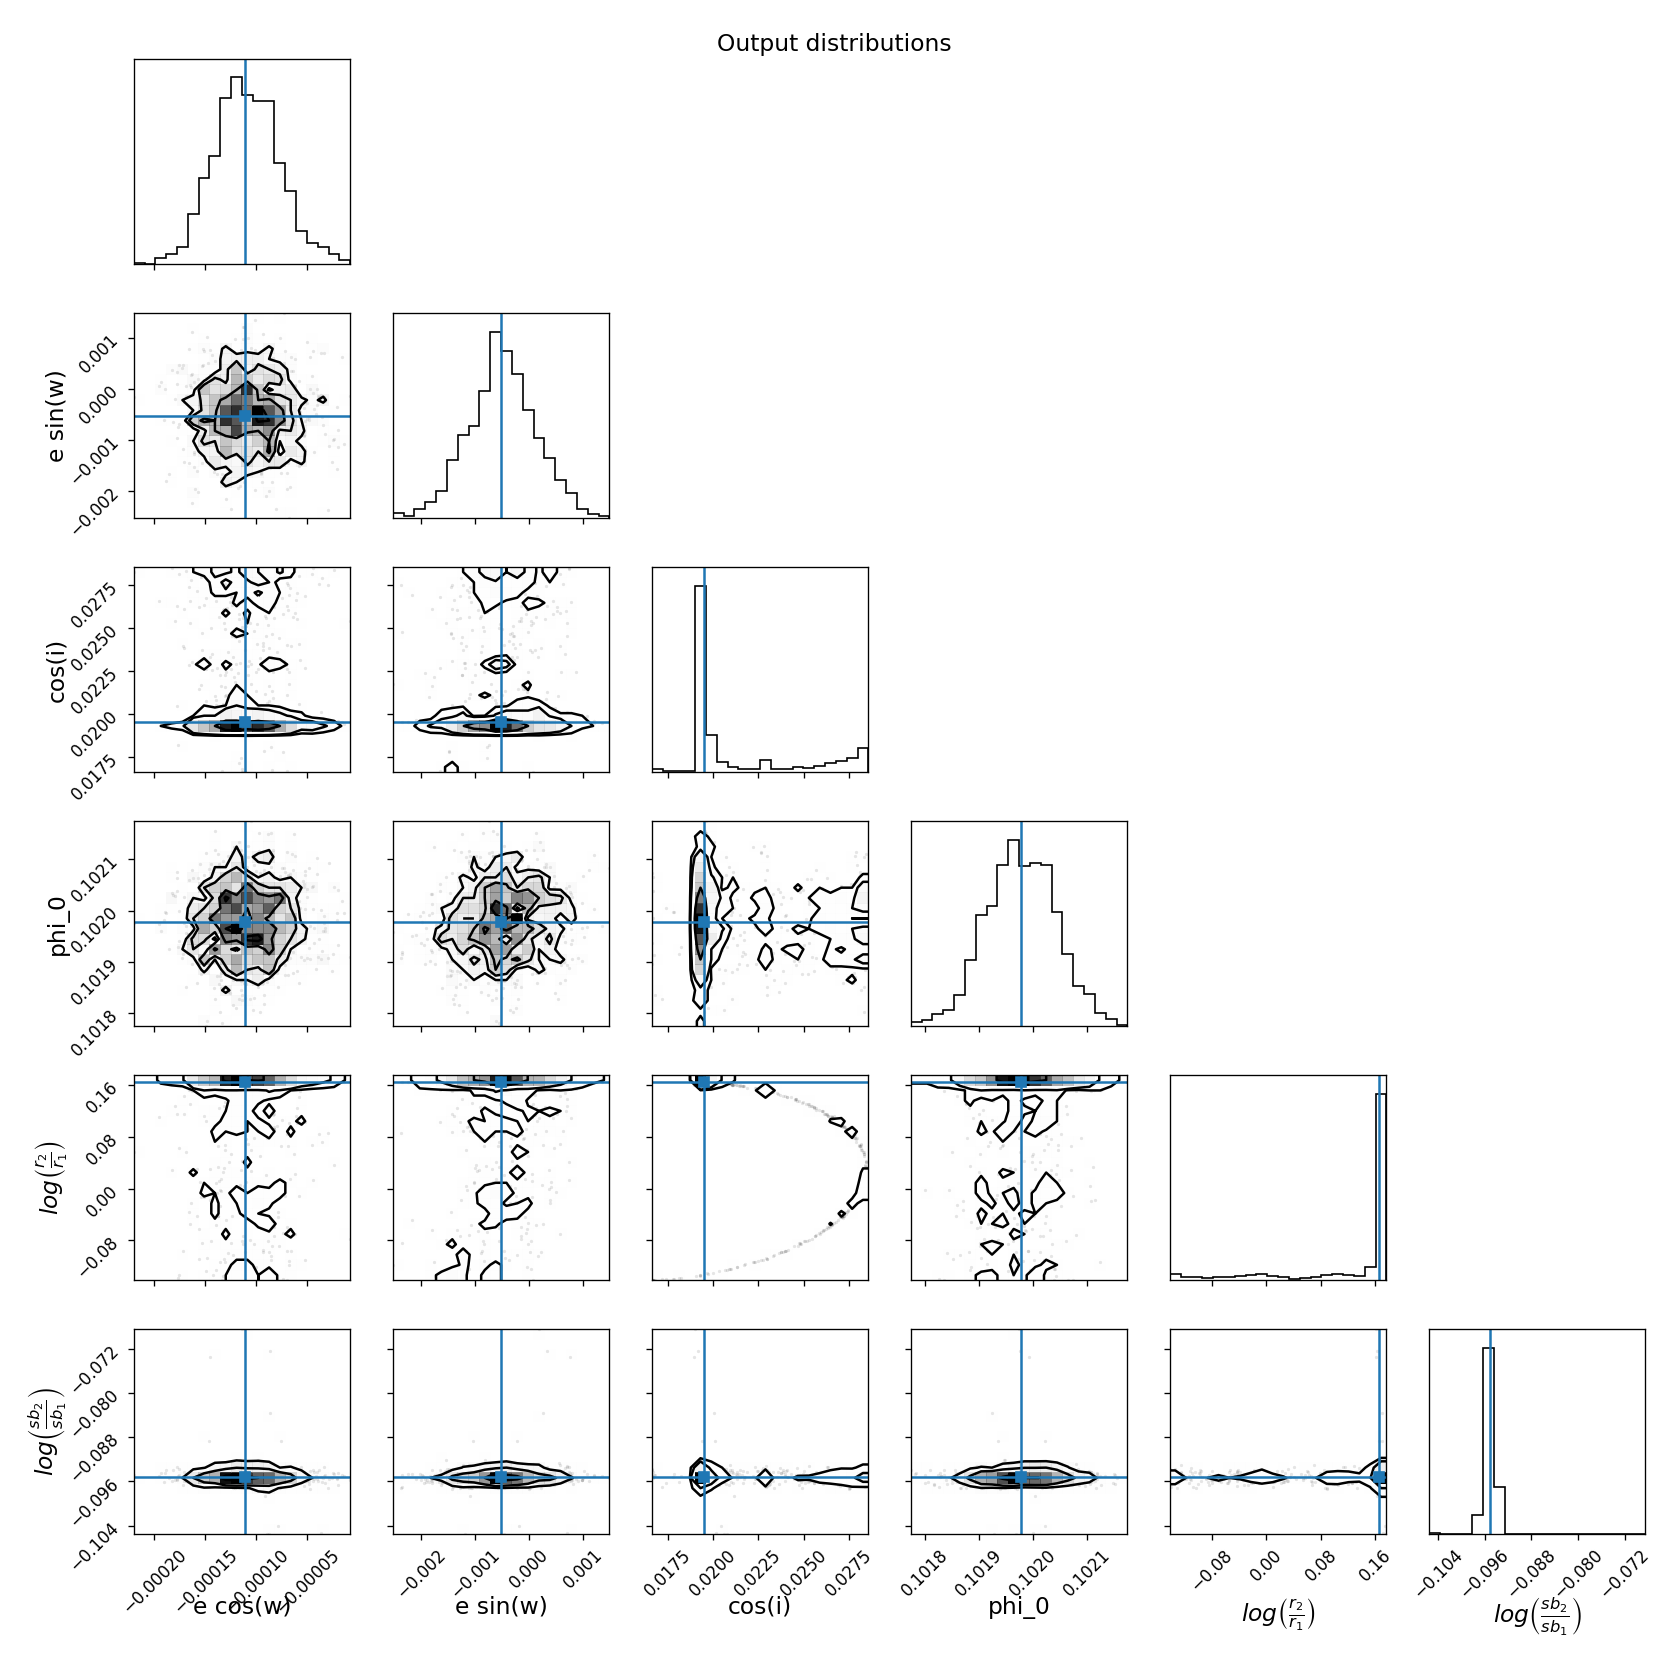 Output distributions
e sin(w)
0.001
0.000
−0.001
−0.002
cos(i)
0.0275
0.0250
0.0225
0.0200
0.0175
phi_0
0.1021
0.1020
0.1019
0.1018
log(r₂/r₁)
0.16
0.08
0.00
−0.08
log(sb₂/sb₁)
−0.072
−0.080
−0.088
−0.096
−0.104
−0.00020 −0.00015 −0.00010 −0.00005
−0.002 −0.001 0.000 0.001
0.0175 0.0200 0.0225 0.0250 0.0275
0.1018 0.1019 0.1020 0.1021
−0.08 0.00 0.08 0.16
−0.104 −0.096 −0.088 −0.080 −0.072
e cos(w) e sin(w) cos(i) phi_0 log(r₂/r₁) log(sb₂/sb₁)